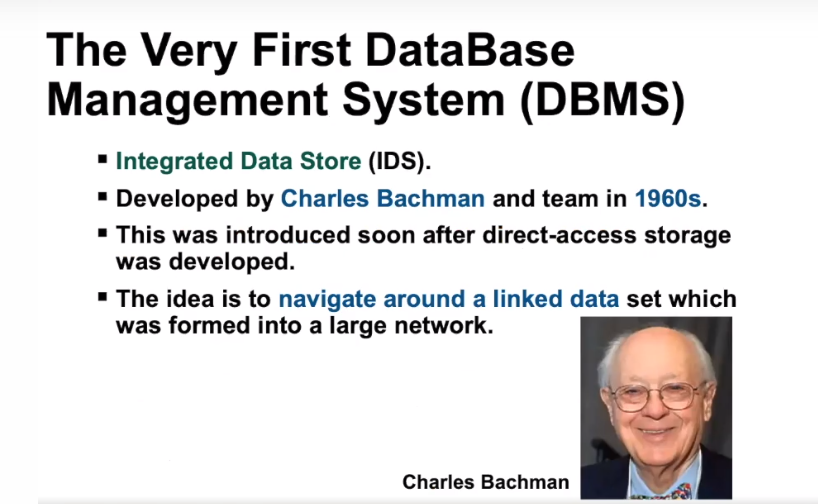 The Very First DataBase
Management System (DBMS)
▪ Integrated Data Store (IDS).
▪ Developed by Charles Bachman and team in 1960s.
▪ This was introduced soon after direct-access storage
was developed.
▪ The idea is to navigate around a linked data set which
was formed into a large network.
Charles Bachman